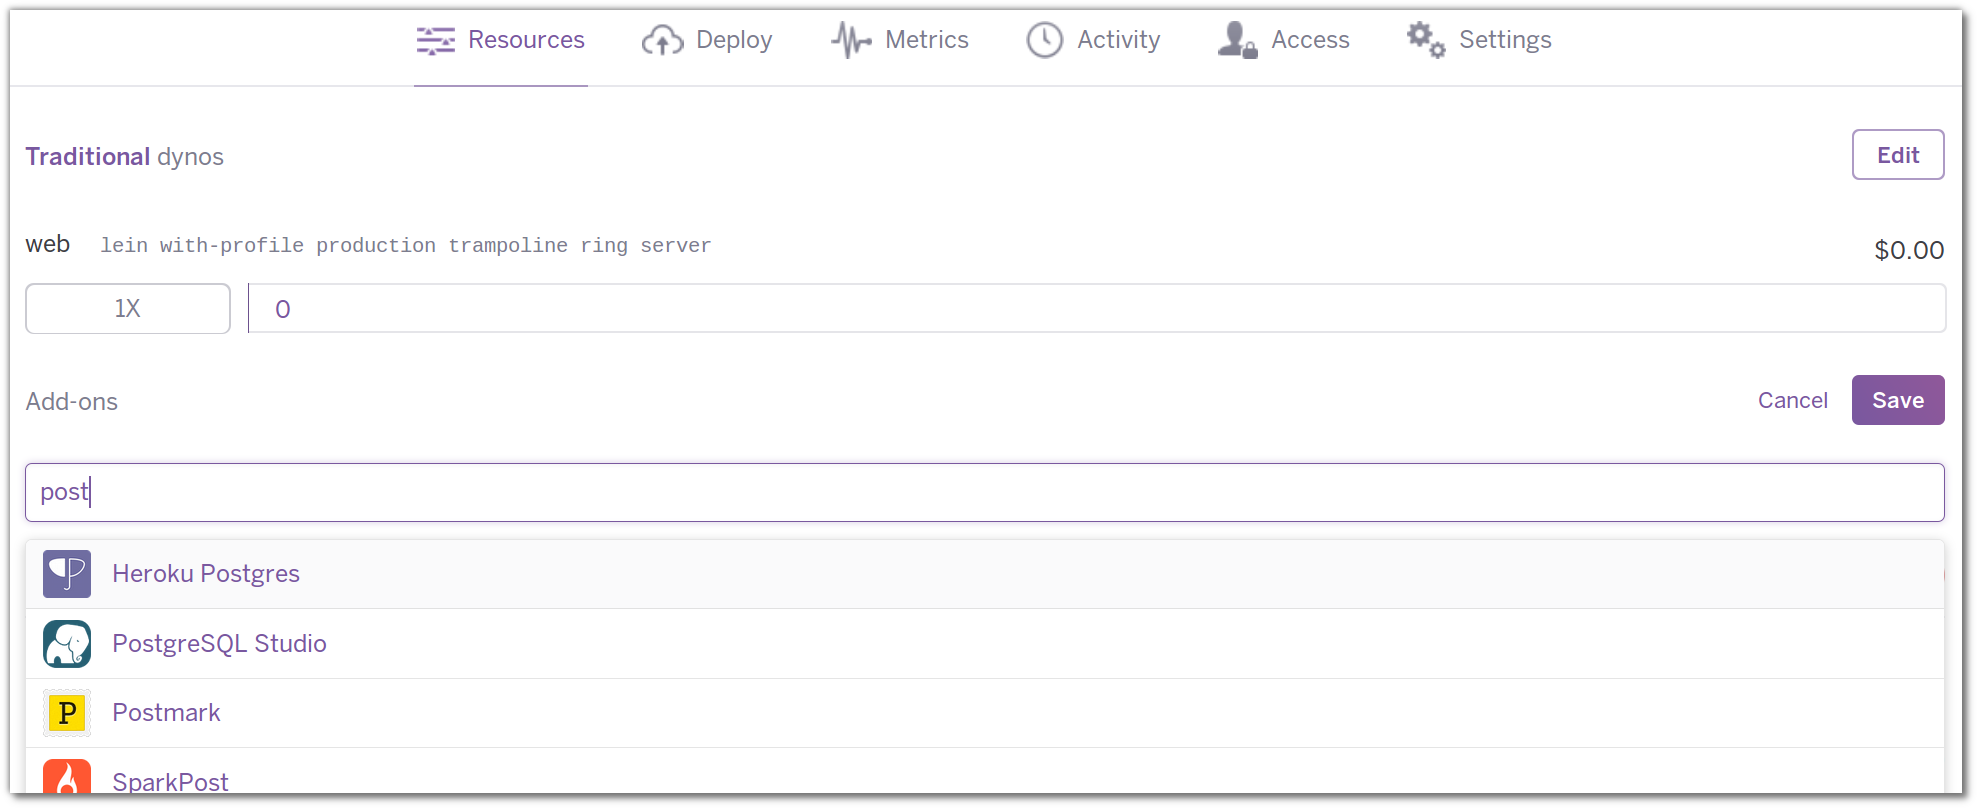 Resources Deploy Metrics Activity Access Settings
Traditional dynos Edit
web lein with-profile production trampoline ring server $0.00
1X 0
Add-ons Cancel Save
post
Heroku Postgres
PostgreSQL Studio
P Postmark
SparkPost